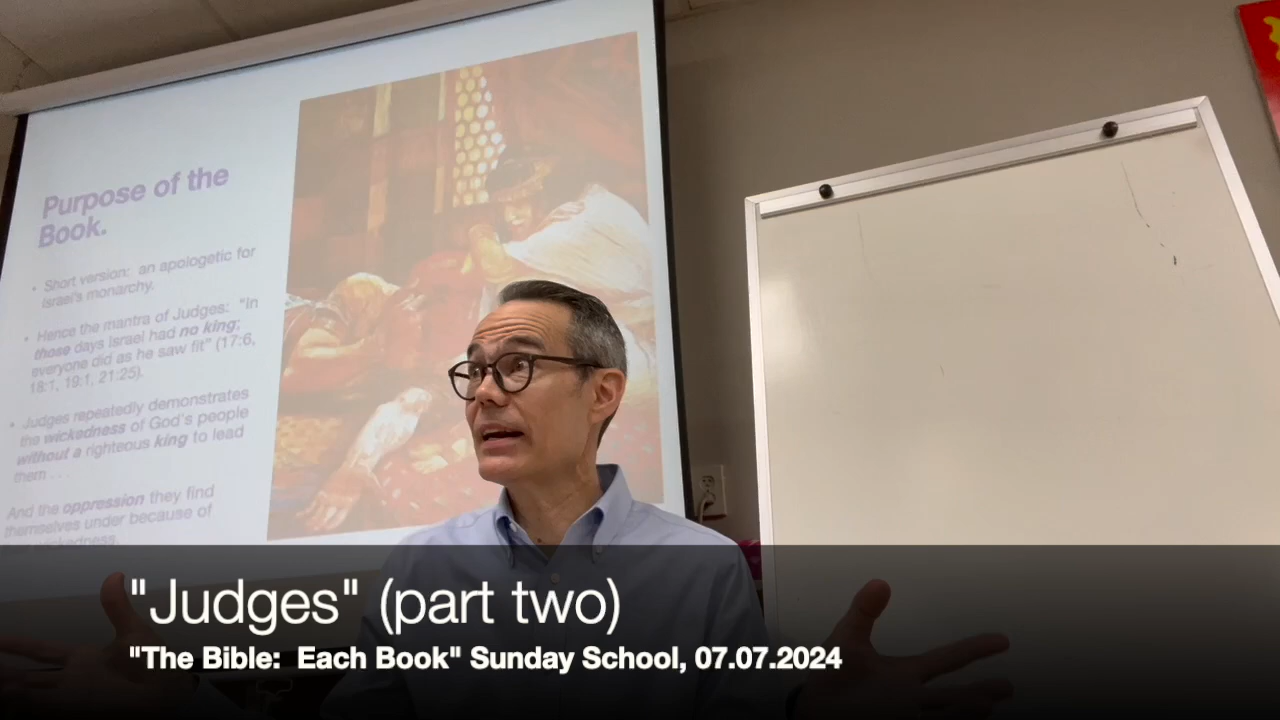 Purpose of the
Book.
• Short version: an apologetic for
Israel's monarchy.
• Hence the mantra of Judges: "In
those days Israel had no king;
everyone did as he saw fit" (17:6,
18:1, 19:1, 21:25).
• Judges repeatedly demonstrates
the wickedness of God's people
without a righteous king to lead
them . . .
And the oppression they find
themselves under because of
wickedness.
"Judges" (part two)
"The Bible: Each Book" Sunday School, 07.07.2024